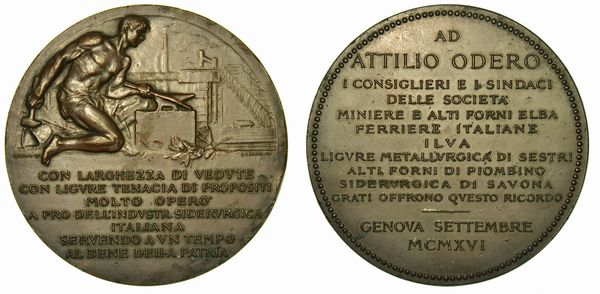 CON LARGHEZZA DI VEDVTE
CON LIGVRE TENACIA DI PROPOSITI
MOLTO OPERO'
A PRO DELL'INDVSTR. SIDERVRGICA
ITALIANA
SERVENDO A VN TEMPO
AL BENE DELLA PATRIA
AD
ATTILIO ODERO
I CONSIGLIERI E I SINDACI
DELLE SOCIETA'
MINIERE E ALTI FORNI ELBA
FERRIERE ITALIANE
ILVA
LIGVRE METALLVRGICA DI SESTRI
ALTI FORNI DI PIOMBINO
SIDERVRGICA DI SAVONA
GRATI OFFRONO QVESTO RICORDO
GENOVA SETTEMBRE
MCMXVI